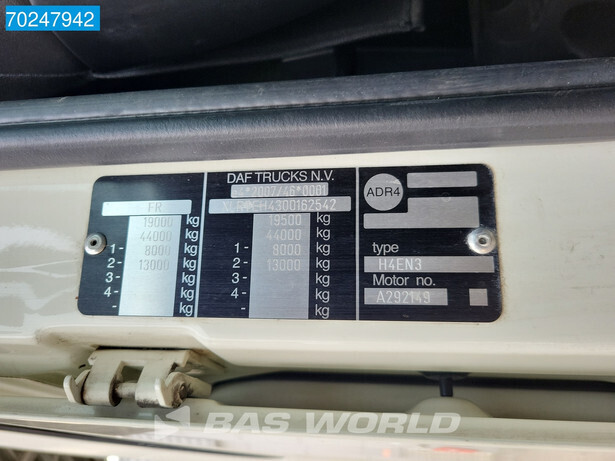 70247942
DAF TRUCKS N.V.
FR
19000 kg
44000 kg
1- 8000 kg
2- 13000 kg
3- kg
4- kg
- kg
*2007/46*0001
H4300162542
19500 kg
44000 kg
1- 8000 kg
2- 13000 kg
3- kg
4- kg
- kg
ADR4
type
H4EN3
Motor no.
A292149
BAS WORLD